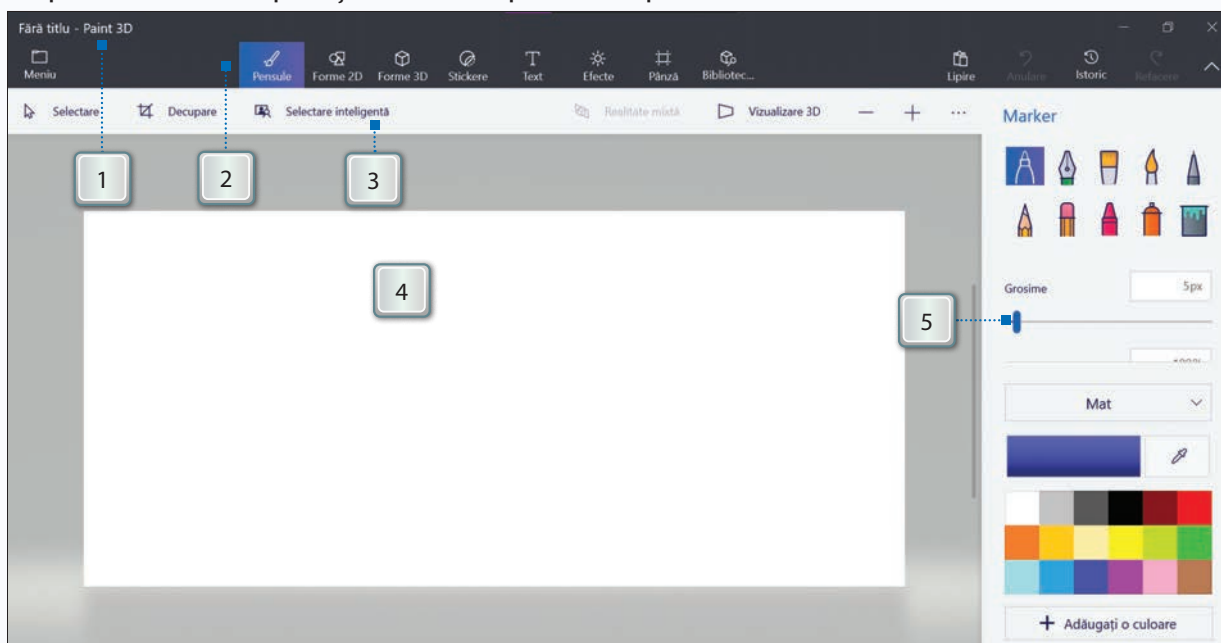 Fără titlu - Paint 3D
Meniu
Pensule
Forme 2D
Forme 3D
Stickere
Text
Efecte
Pânză
Bibliotec...
Lipire
Anulare
Istoric
Refacere
Selectare
Decupare
Selectare inteligentă
Realitate mixtă
Vizualizare 3D
Marker
1
2
3
4
5
Grosime
5px
Mat
Adăugați o culoare